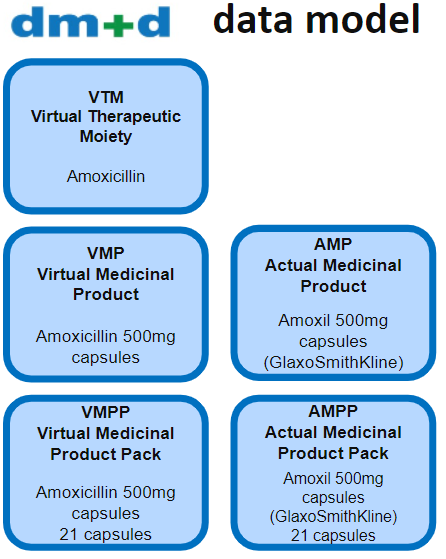 dm+d data model
VTM
Virtual Therapeutic
Moiety
Amoxicillin
VMP
Virtual Medicinal
Product
Amoxicillin 500mg
capsules
AMP
Actual Medicinal
Product
Amoxil 500mg
capsules
(GlaxoSmithKline)
VMPP
Virtual Medicinal
Product Pack
Amoxicillin 500mg
capsules
21 capsules
AMPP
Actual Medicinal
Product Pack
Amoxil 500mg
capsules
(GlaxoSmithKline)
21 capsules